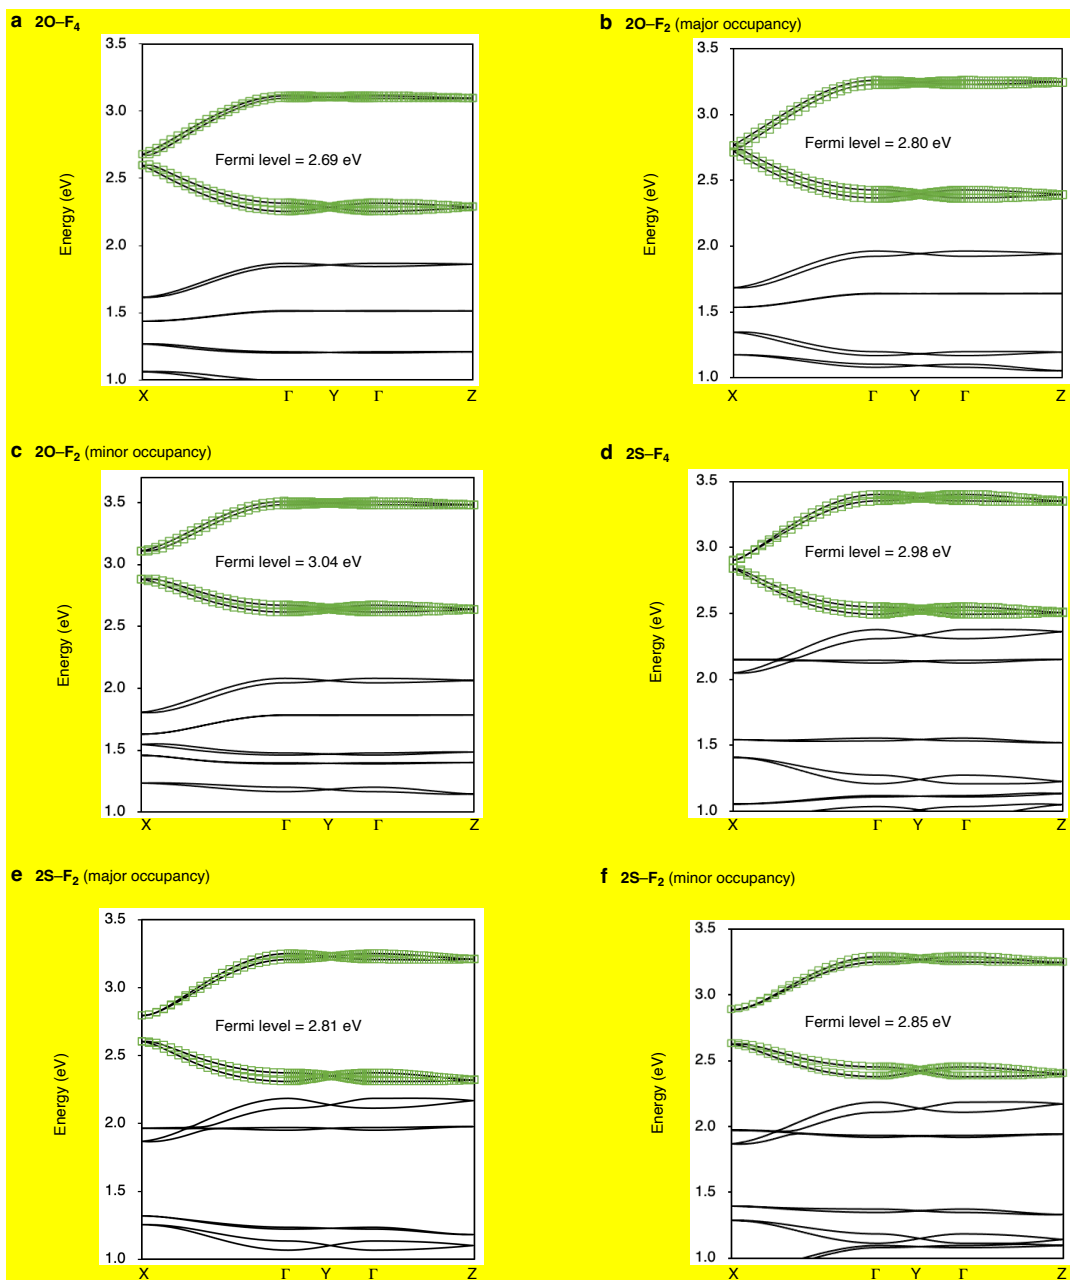 a 2O–F4
3.5
3.0
2.5
2.0
1.5
1.0
Energy (eV)
Fermi level = 2.69 eV
X Γ Y Γ Z
b 2O–F2 (major occupancy)
3.5
3.0
2.5
2.0
1.5
1.0
Energy (eV)
Fermi level = 2.80 eV
X Γ Y Γ Z
c 2O–F2 (minor occupancy)
3.5
3.0
2.5
2.0
1.5
1.0
Energy (eV)
Fermi level = 3.04 eV
X Γ Y Γ Z
d 2S–F4
3.5
3.0
2.5
2.0
1.5
1.0
Energy (eV)
Fermi level = 2.98 eV
X Γ Y Γ Z
e 2S–F2 (major occupancy)
3.5
3.0
2.5
2.0
1.5
1.0
Energy (eV)
Fermi level = 2.81 eV
X Γ Y Γ Z
f 2S–F2 (minor occupancy)
3.5
3.0
2.5
2.0
1.5
1.0
Energy (eV)
Fermi level = 2.85 eV
X Γ Y Γ Z